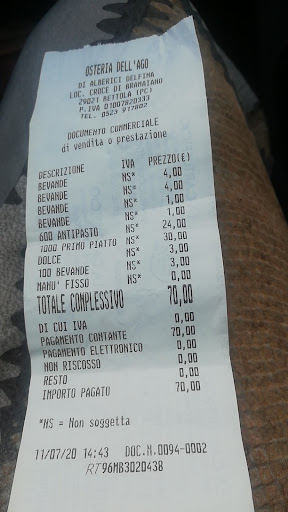 OSTERIA DELL'AGO
DI ALBERICI DELFINA
LOC. CROCE DI BRAMAIANO
29021 BETTOLA (PC)
P.IVA 01007820333
TEL. 0523 917802
DOCUMENTO COMMERCIALE
di vendita o prestazione
DESCRIZIONE IVA PREZZO(€)
BEVANDE NS* 4,00
BEVANDE NS* 4,00
BEVANDE NS* 1,00
BEVANDE NS* 1,00
600 ANTIPASTO NS* 24,00
1000 PRIMO PIATTO NS* 30,00
DOLCE NS* 3,00
100 BEVANDE NS* 3,00
MANU' FISSO NS* 0,00
TOTALE COMPLESSIVO 70,00
DI CUI IVA 0,00
PAGAMENTO CONTANTE 70,00
PAGAMENTO ELETTRONICO 0,00
NON RISCOSSO 0,00
RESTO 0,00
IMPORTO PAGATO 70,00
*NS = Non soggetta
11/07/20 14:43 DOC.N.0094-0002
RT 96MB3020438